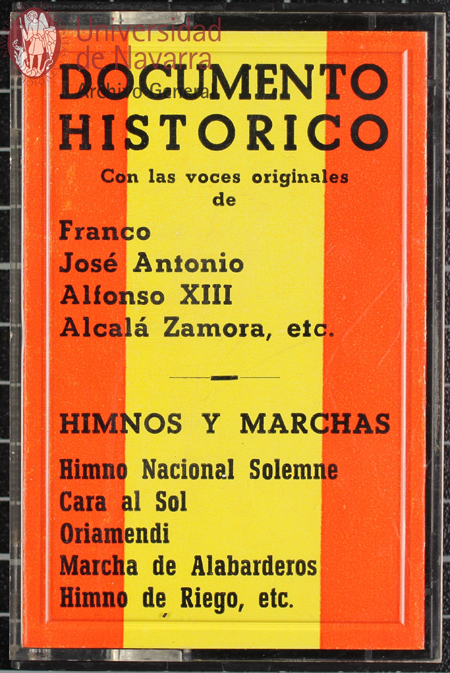 Universidad
de Navarra
Archivo General
DOCUMENTO
HISTORICO
Con las voces originales
de
Franco
José Antonio
Alfonso XIII
Alcalá Zamora, etc.
HIMNOS Y MARCHAS
Himno Nacional Solemne
Cara al Sol
Oriamendi
Marcha de Alabarderos
Himno de Riego, etc.